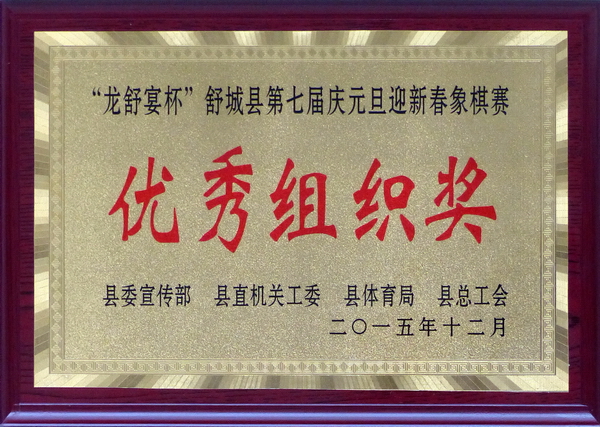 “龙舒宴杯”舒城县第七届庆元旦迎新春象棋赛
优秀组织奖
县委宣传部 县直机关工委 县体育局 县总工会
二〇一五年十二月